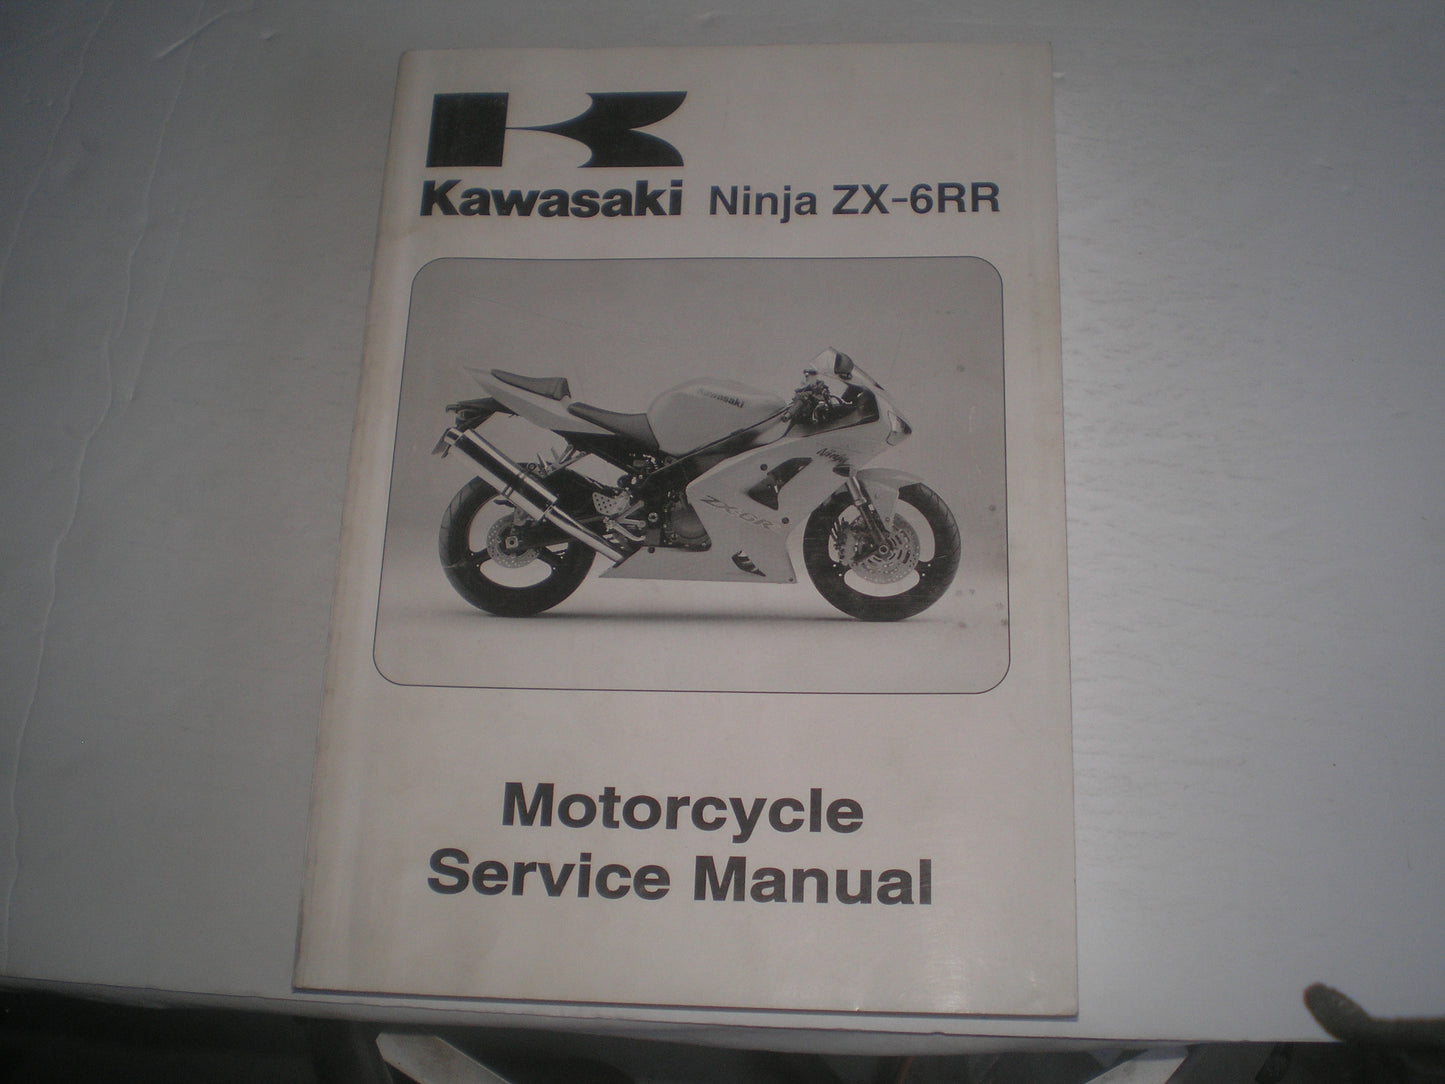 Kawasaki Ninja ZX-6RR
Kawasaki
Ninja
ZX-6R
Motorcycle
Service Manual